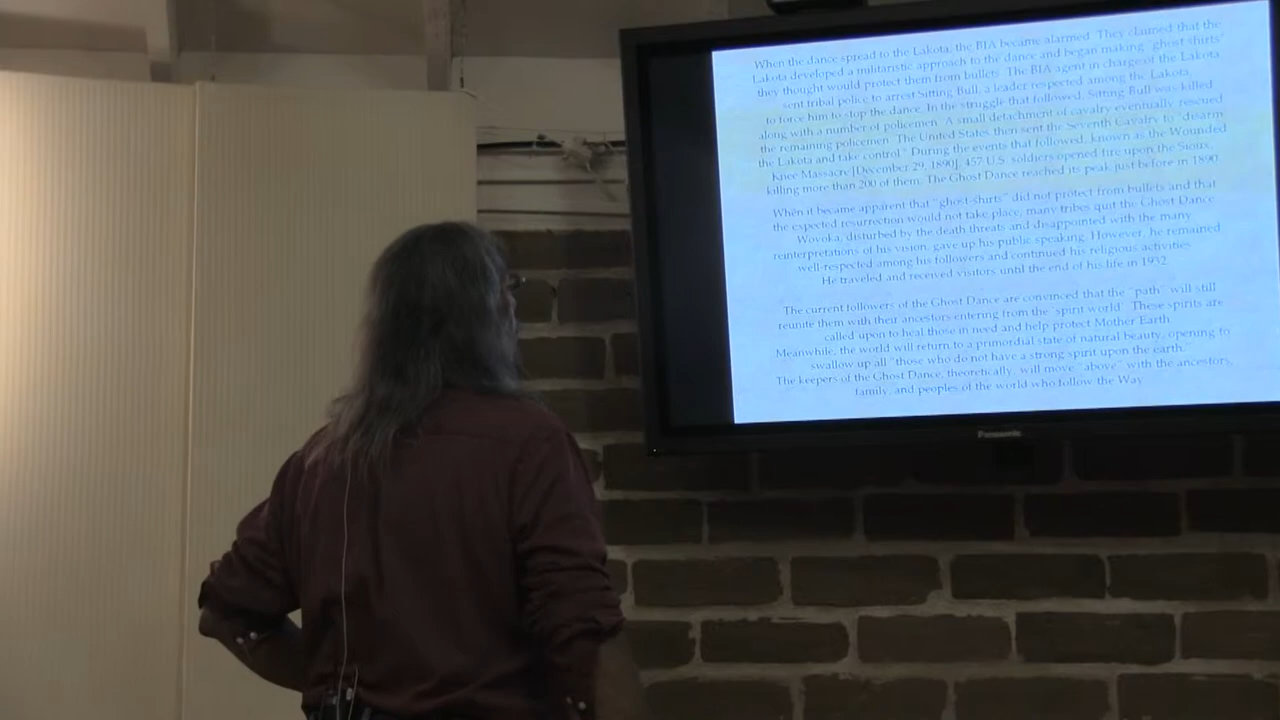 When the dance spread to the Lakota, the BIA became alarmed. They claimed that the
Lakota developed a militaristic approach to the dance and began making "ghost shirts"
they thought would protect them from bullets. The BIA agent in charge of the Lakota
sent tribal police to arrest Sitting Bull, a leader respected among the Lakota,
to force him to stop the dance. In the struggle that followed, Sitting Bull was killed
along with a number of policemen. A small detachment of cavalry eventually rescued
the remaining policemen. The United States then sent the Seventh Cavalry to "disarm
the Lakota and take control." During the events that followed, known as the Wounded
Knee Massacre [December 29, 1890], 457 U.S. soldiers opened fire upon the Sioux,
killing more than 200 of them. The Ghost Dance reached its peak just before in 1890.
When it became apparent that "ghost-shirts" did not protect from bullets and that
the expected resurrection would not take place, many tribes quit the Ghost Dance
Wovoka, disturbed by the death threats and disappointed with the many
reinterpretations of his vision, gave up his public speaking. However, he remained
well-respected among his followers and continued his religious activities.
He traveled and received visitors until the end of his life in 1932.
The current followers of the Ghost Dance are convinced that the "path" will still
reunite them with their ancestors entering from the "spirit world". These spirits are
called upon to heal those in need and help protect Mother Earth.
Meanwhile, the world will return to a primordial state of natural beauty, opening to
swallow up all "those who do not have a strong spirit upon the earth."
The keepers of the Ghost Dance, theoretically, will move "above" with the ancestors,
family, and peoples of the world who follow the Way
Panasonic